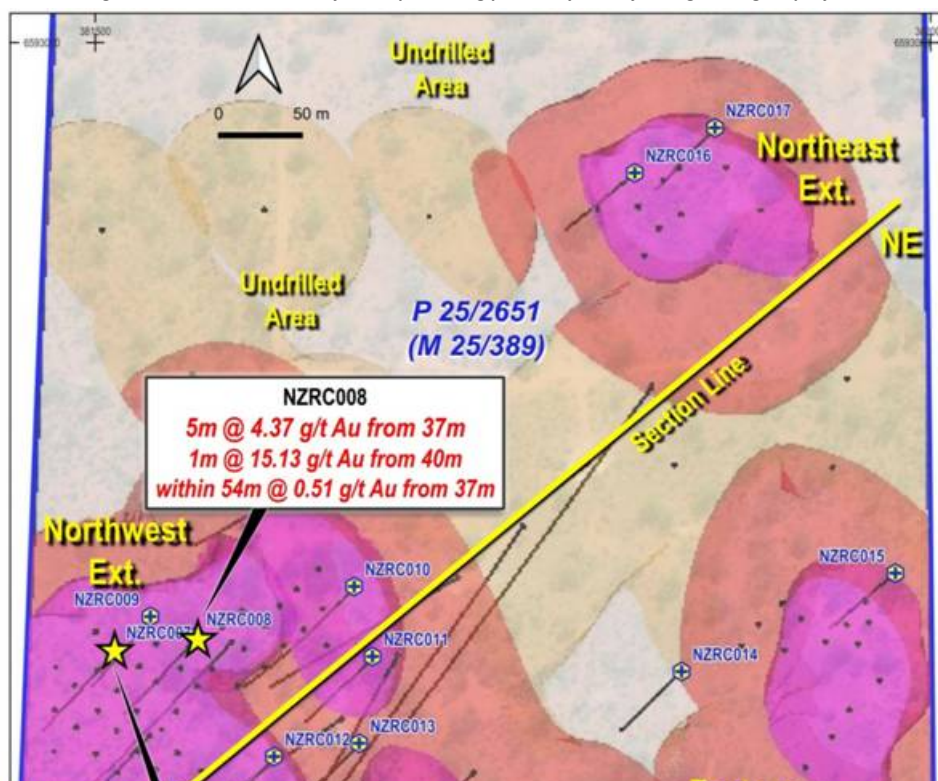 381500
Undrilled
Area
0 50 m
NZRC017
NZRC016
Northeast
Ext.
NE
Undrilled
Area
P 25/2651
(M 25/389)
Section Line
NZRC008
5m @ 4.37 g/t Au from 37m
1m @ 15.13 g/t Au from 40m
within 54m @ 0.51 g/t Au from 37m
Northwest
Ext.
NZRC010
NZRC015
NZRC009
NZRC007
NZRC008
NZRC011
NZRC014
NZRC012
NZRC013